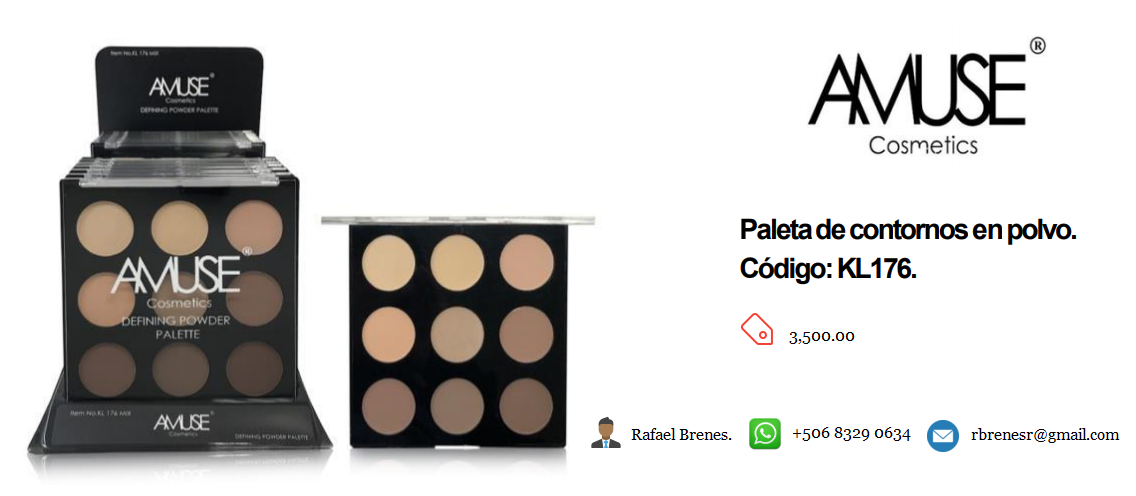 Item No.KL 176 MIX
AMUSE®
Cosmetics
DEFINING POWDER PALETTE
AMUSE®
Cosmetics
DEFINING POWDER
PALETTE
Item No.KL 176 MIX
AMUSE®
Cosmetics
DEFINING POWDER PALETTE
AMUSE®
Cosmetics
Paleta de contornos en polvo.
Código: KL176.
3,500.00
Rafael Brenes.
+506 8329 0634
rbrenesr@gmail.com